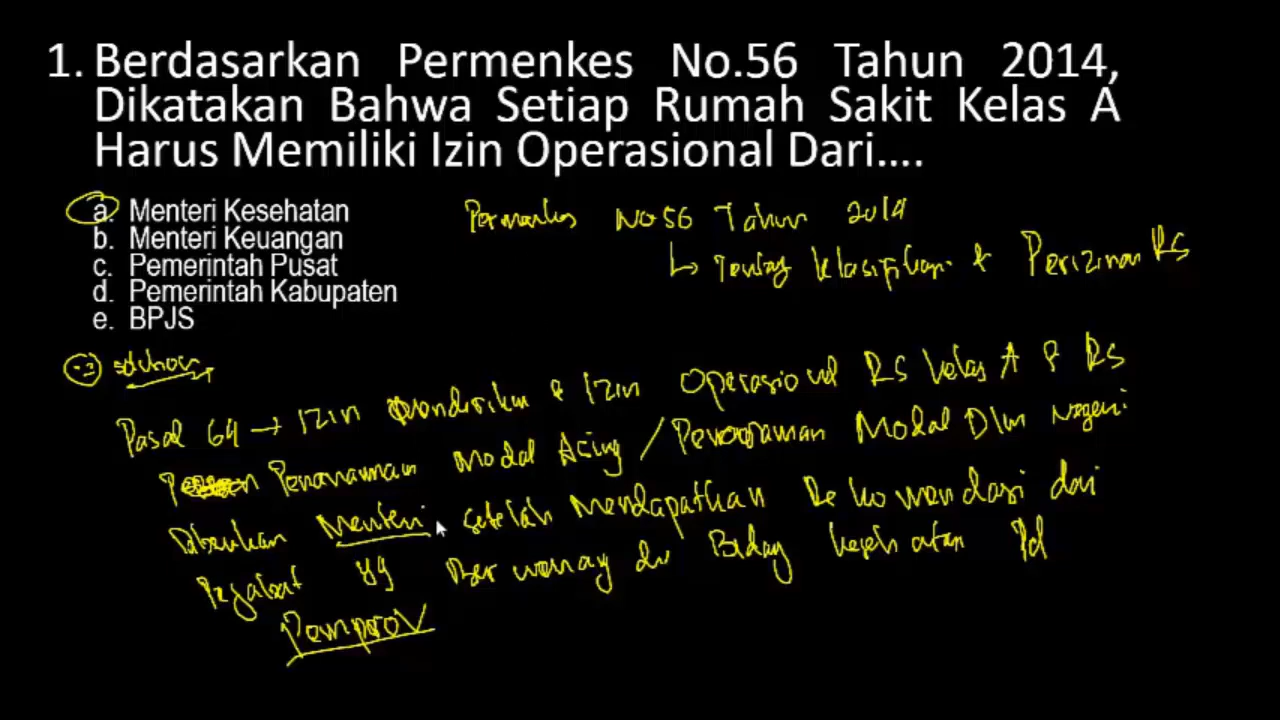 1. Berdasarkan Permenkes No.56 Tahun 2014,
Dikatakan Bahwa Setiap Rumah Sakit Kelas A
Harus Memiliki Izin Operasional Dari....
a. Menteri Kesehatan
b. Menteri Keuangan
c. Pemerintah Pusat
d. Pemerintah Kabupaten
e. BPJS
Permenkes No 56 Tahun 2014
↳ Tentang klasifikasi & Perizinan RS
Pasal 64 → Izin & Izin Operasional RS kelas A & RS
Penanaman Modal Asing / Penanaman Modal Dlm Negeri
Diberikan Menteri setelah Mendapatkan Rekomendasi dari
Pejabat yg Berwenang di Bidang kesehatan Pd
Pemprov